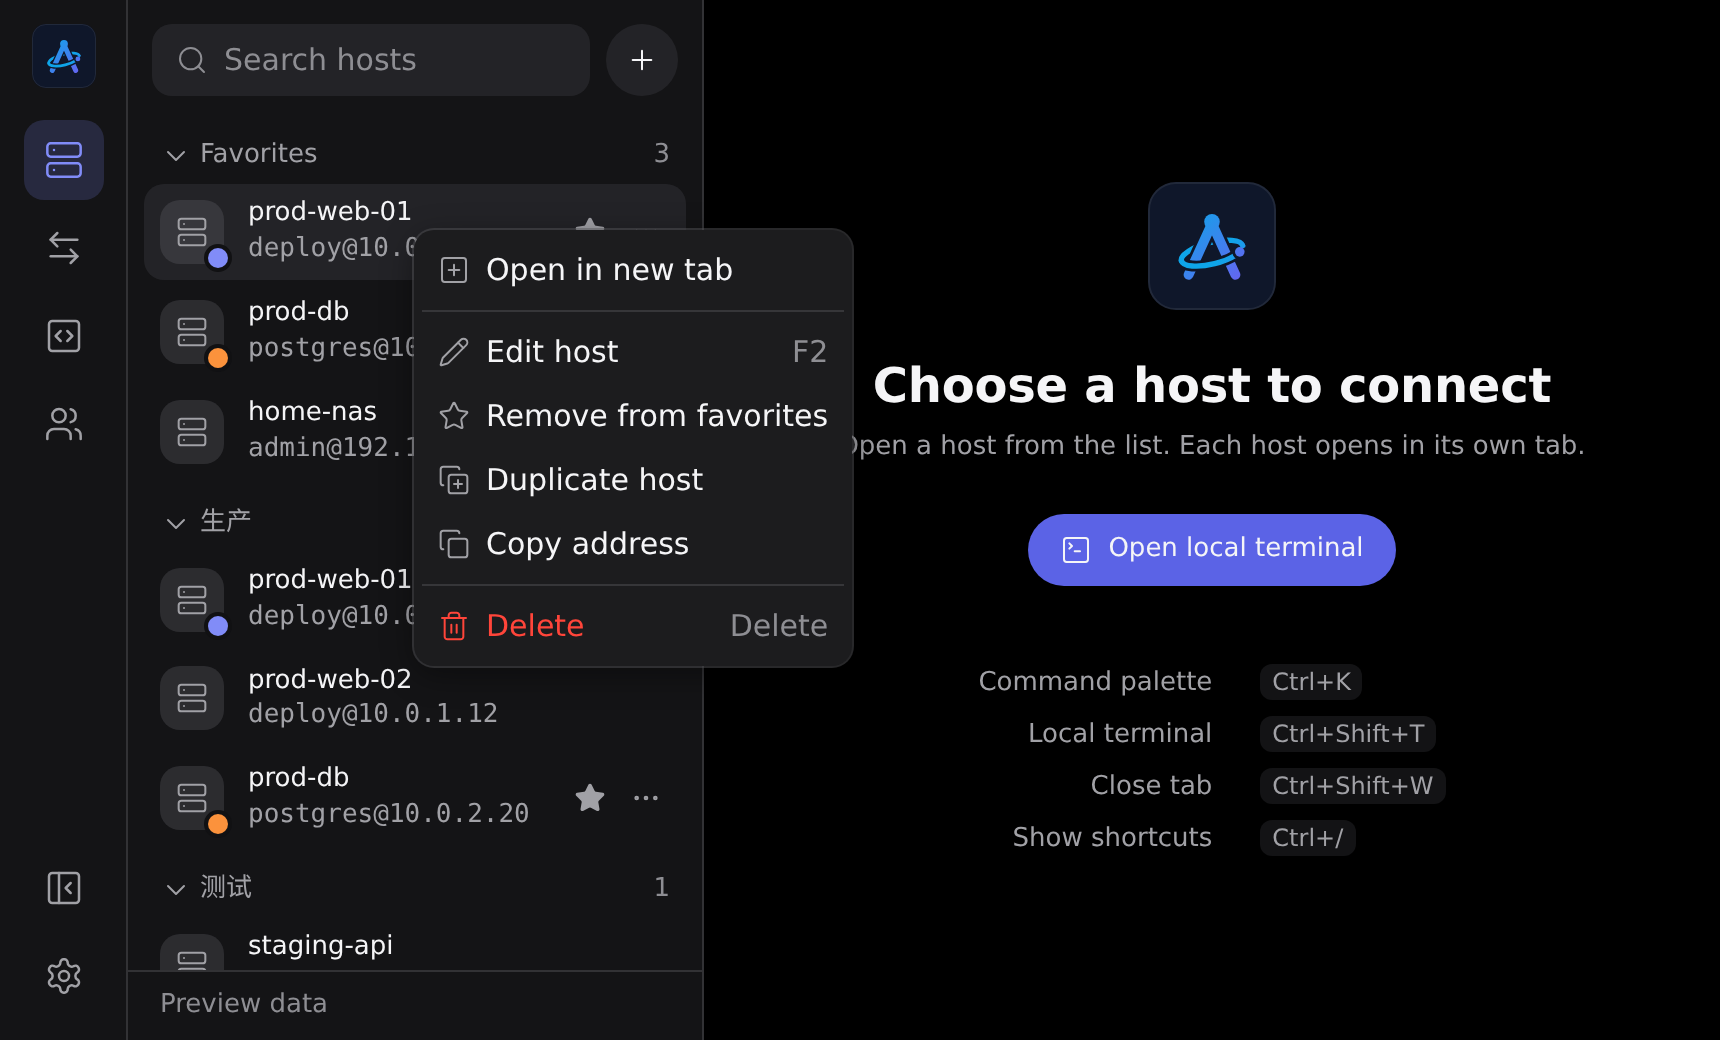 Search hosts
Favorites 3
prod-web-01
deploy@10.0
prod-db
postgres@10
home-nas
admin@192.1
生产
prod-web-01
deploy@10.0
prod-web-02
deploy@10.0.1.12
prod-db
postgres@10.0.2.20
测试 1
staging-api
Preview data
Open in new tab
Edit host F2
Remove from favorites
Duplicate host
Copy address
Delete Delete
Choose a host to connect
Open a host from the list. Each host opens in its own tab.
Open local terminal
Command palette Ctrl+K
Local terminal Ctrl+Shift+T
Close tab Ctrl+Shift+W
Show shortcuts Ctrl+/